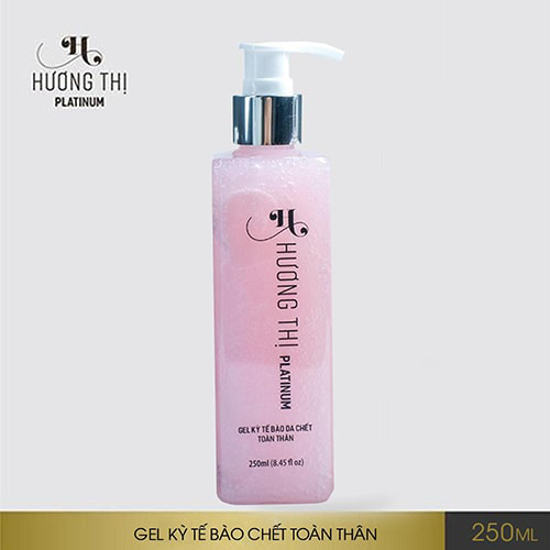 H
HƯƠNG THỊ
PLATINUM
H
HƯƠNG THỊ
PLATINUM
GEL KỲ TẾ BÀO DA CHẾT
TOÀN THÂN
250ml (8.45 fl oz)
GEL KỲ TẾ BÀO CHẾT TOÀN THÂN
250ML